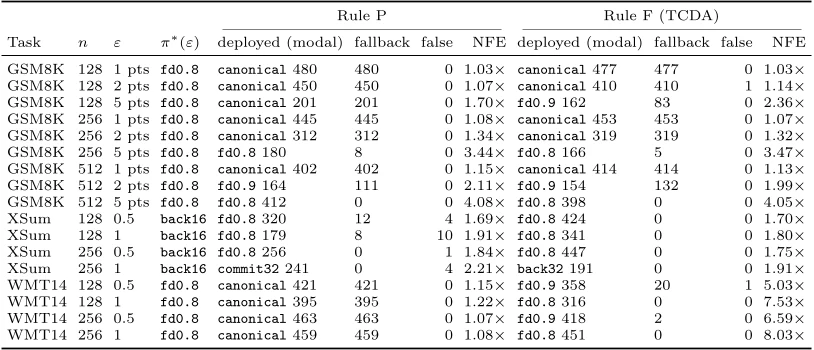 Rule P Rule F (TCDA)
Task n ε π*(ε) deployed (modal) fallback false NFE deployed (modal) fallback false NFE
GSM8K 128 1 pts fd0.8 canonical 480 480 0 1.03× canonical 477 477 0 1.03×
GSM8K 128 2 pts fd0.8 canonical 450 450 0 1.07× canonical 410 410 1 1.14×
GSM8K 128 5 pts fd0.8 canonical 201 201 0 1.70× fd0.9 162 83 0 2.36×
GSM8K 256 1 pts fd0.8 canonical 445 445 0 1.08× canonical 453 453 0 1.07×
GSM8K 256 2 pts fd0.8 canonical 312 312 0 1.34× canonical 319 319 0 1.32×
GSM8K 256 5 pts fd0.8 fd0.8 180 8 0 3.44× fd0.8 166 5 0 3.47×
GSM8K 512 1 pts fd0.8 canonical 402 402 0 1.15× canonical 414 414 0 1.13×
GSM8K 512 2 pts fd0.8 fd0.9 164 111 0 2.11× fd0.9 154 132 0 1.99×
GSM8K 512 5 pts fd0.8 fd0.8 412 0 0 4.08× fd0.8 398 0 0 4.05×
XSum 128 0.5 back16 fd0.8 320 12 4 1.69× fd0.8 424 0 0 1.70×
XSum 128 1 back16 fd0.8 179 8 10 1.91× fd0.8 341 0 0 1.80×
XSum 256 0.5 back16 fd0.8 256 0 1 1.84× fd0.8 447 0 0 1.75×
XSum 256 1 back16 commit32 241 0 4 2.21× back32 191 0 0 1.91×
WMT14 128 0.5 fd0.8 canonical 421 421 0 1.15× fd0.9 358 20 1 5.03×
WMT14 128 1 fd0.8 canonical 395 395 0 1.22× fd0.8 316 0 0 7.53×
WMT14 256 0.5 fd0.8 canonical 463 463 0 1.07× fd0.9 418 2 0 6.59×
WMT14 256 1 fd0.8 canonical 459 459 0 1.08× fd0.8 451 0 0 8.03×